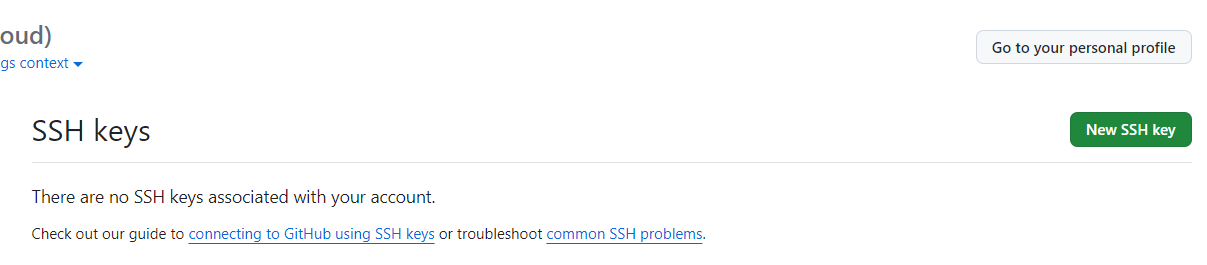 oud)
Go to your personal profile
gs context
SSH keys
New SSH key
There are no SSH keys associated with your account.
Check out our guide to connecting to GitHub using SSH keys or troubleshoot common SSH problems.